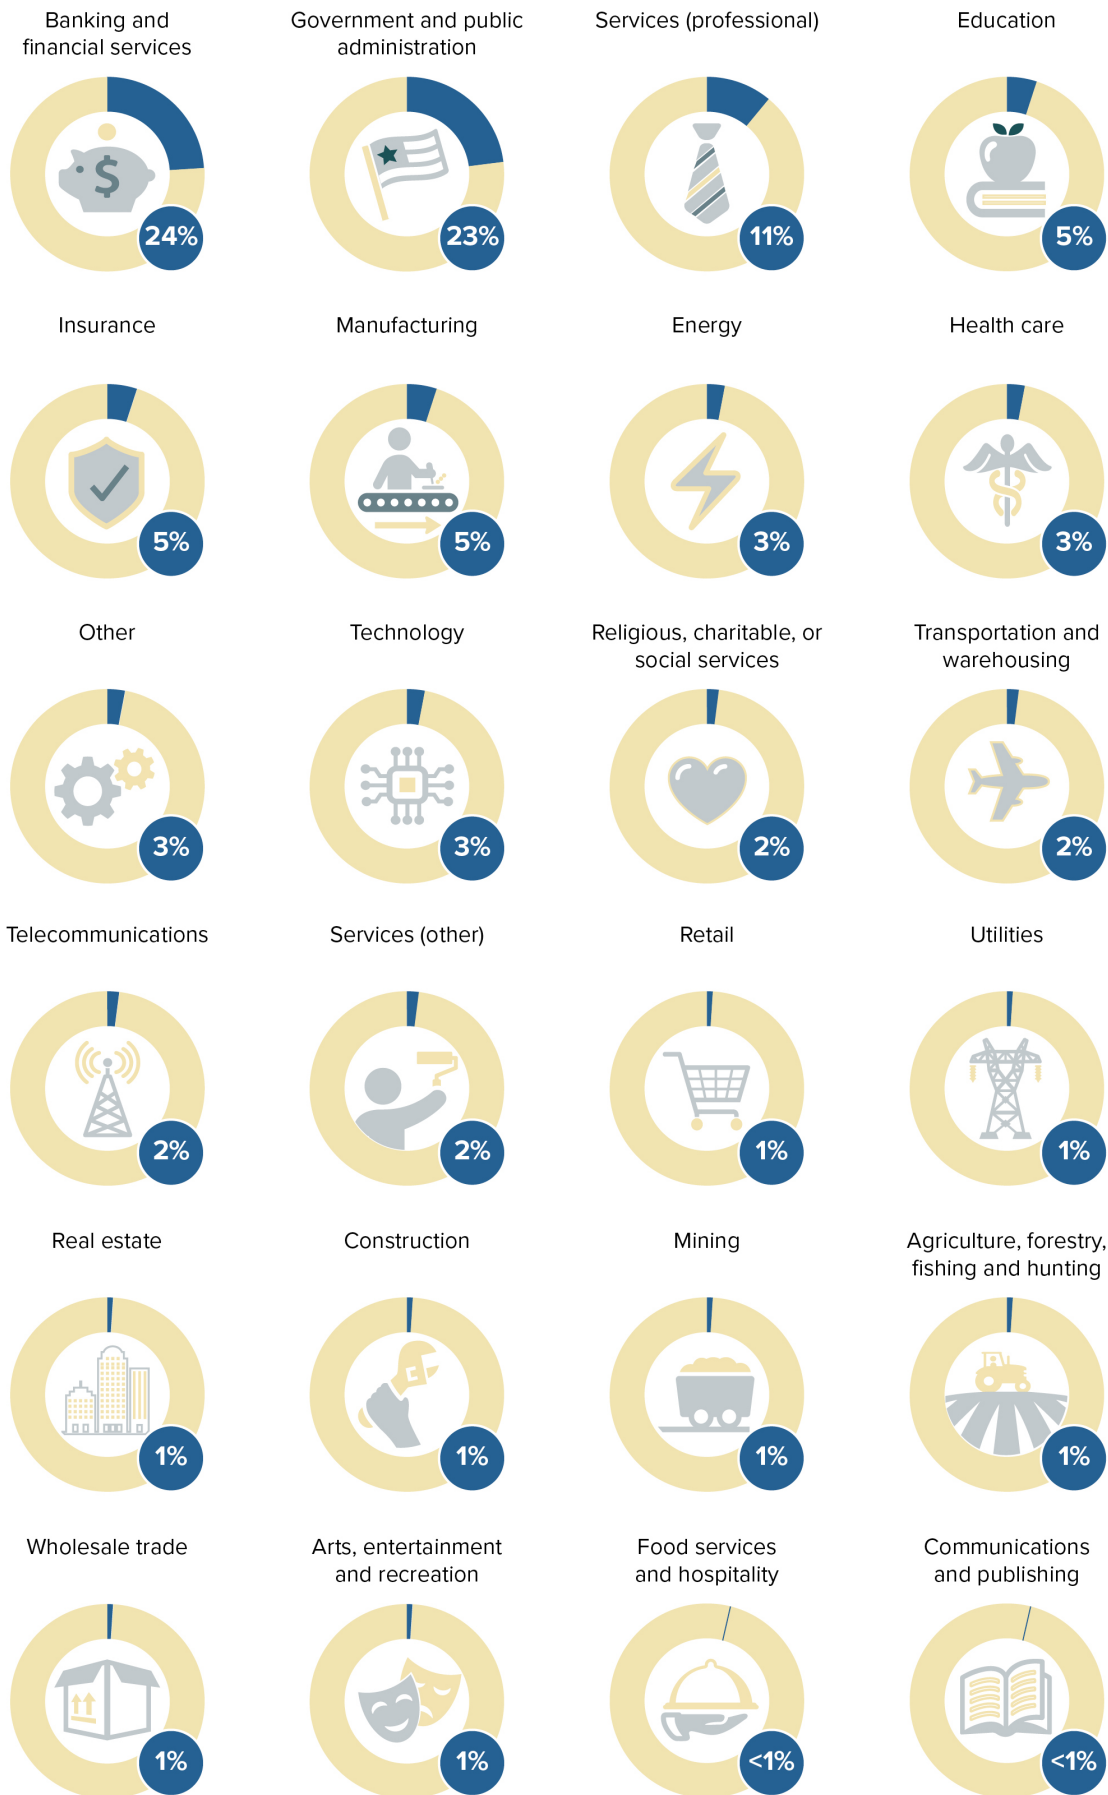 Banking and
financial services
24%
Government and public
administration
23%
Services (professional)
11%
Education
5%
Insurance
5%
Manufacturing
5%
Energy
3%
Health care
3%
Other
3%
Technology
3%
Religious, charitable, or
social services
2%
Transportation and
warehousing
2%
Telecommunications
2%
Services (other)
2%
Retail
1%
Utilities
1%
Real estate
1%
Construction
1%
Mining
1%
Agriculture, forestry,
fishing and hunting
1%
Wholesale trade
1%
Arts, entertainment
and recreation
1%
Food services
and hospitality
<1%
Communications
and publishing
<1%